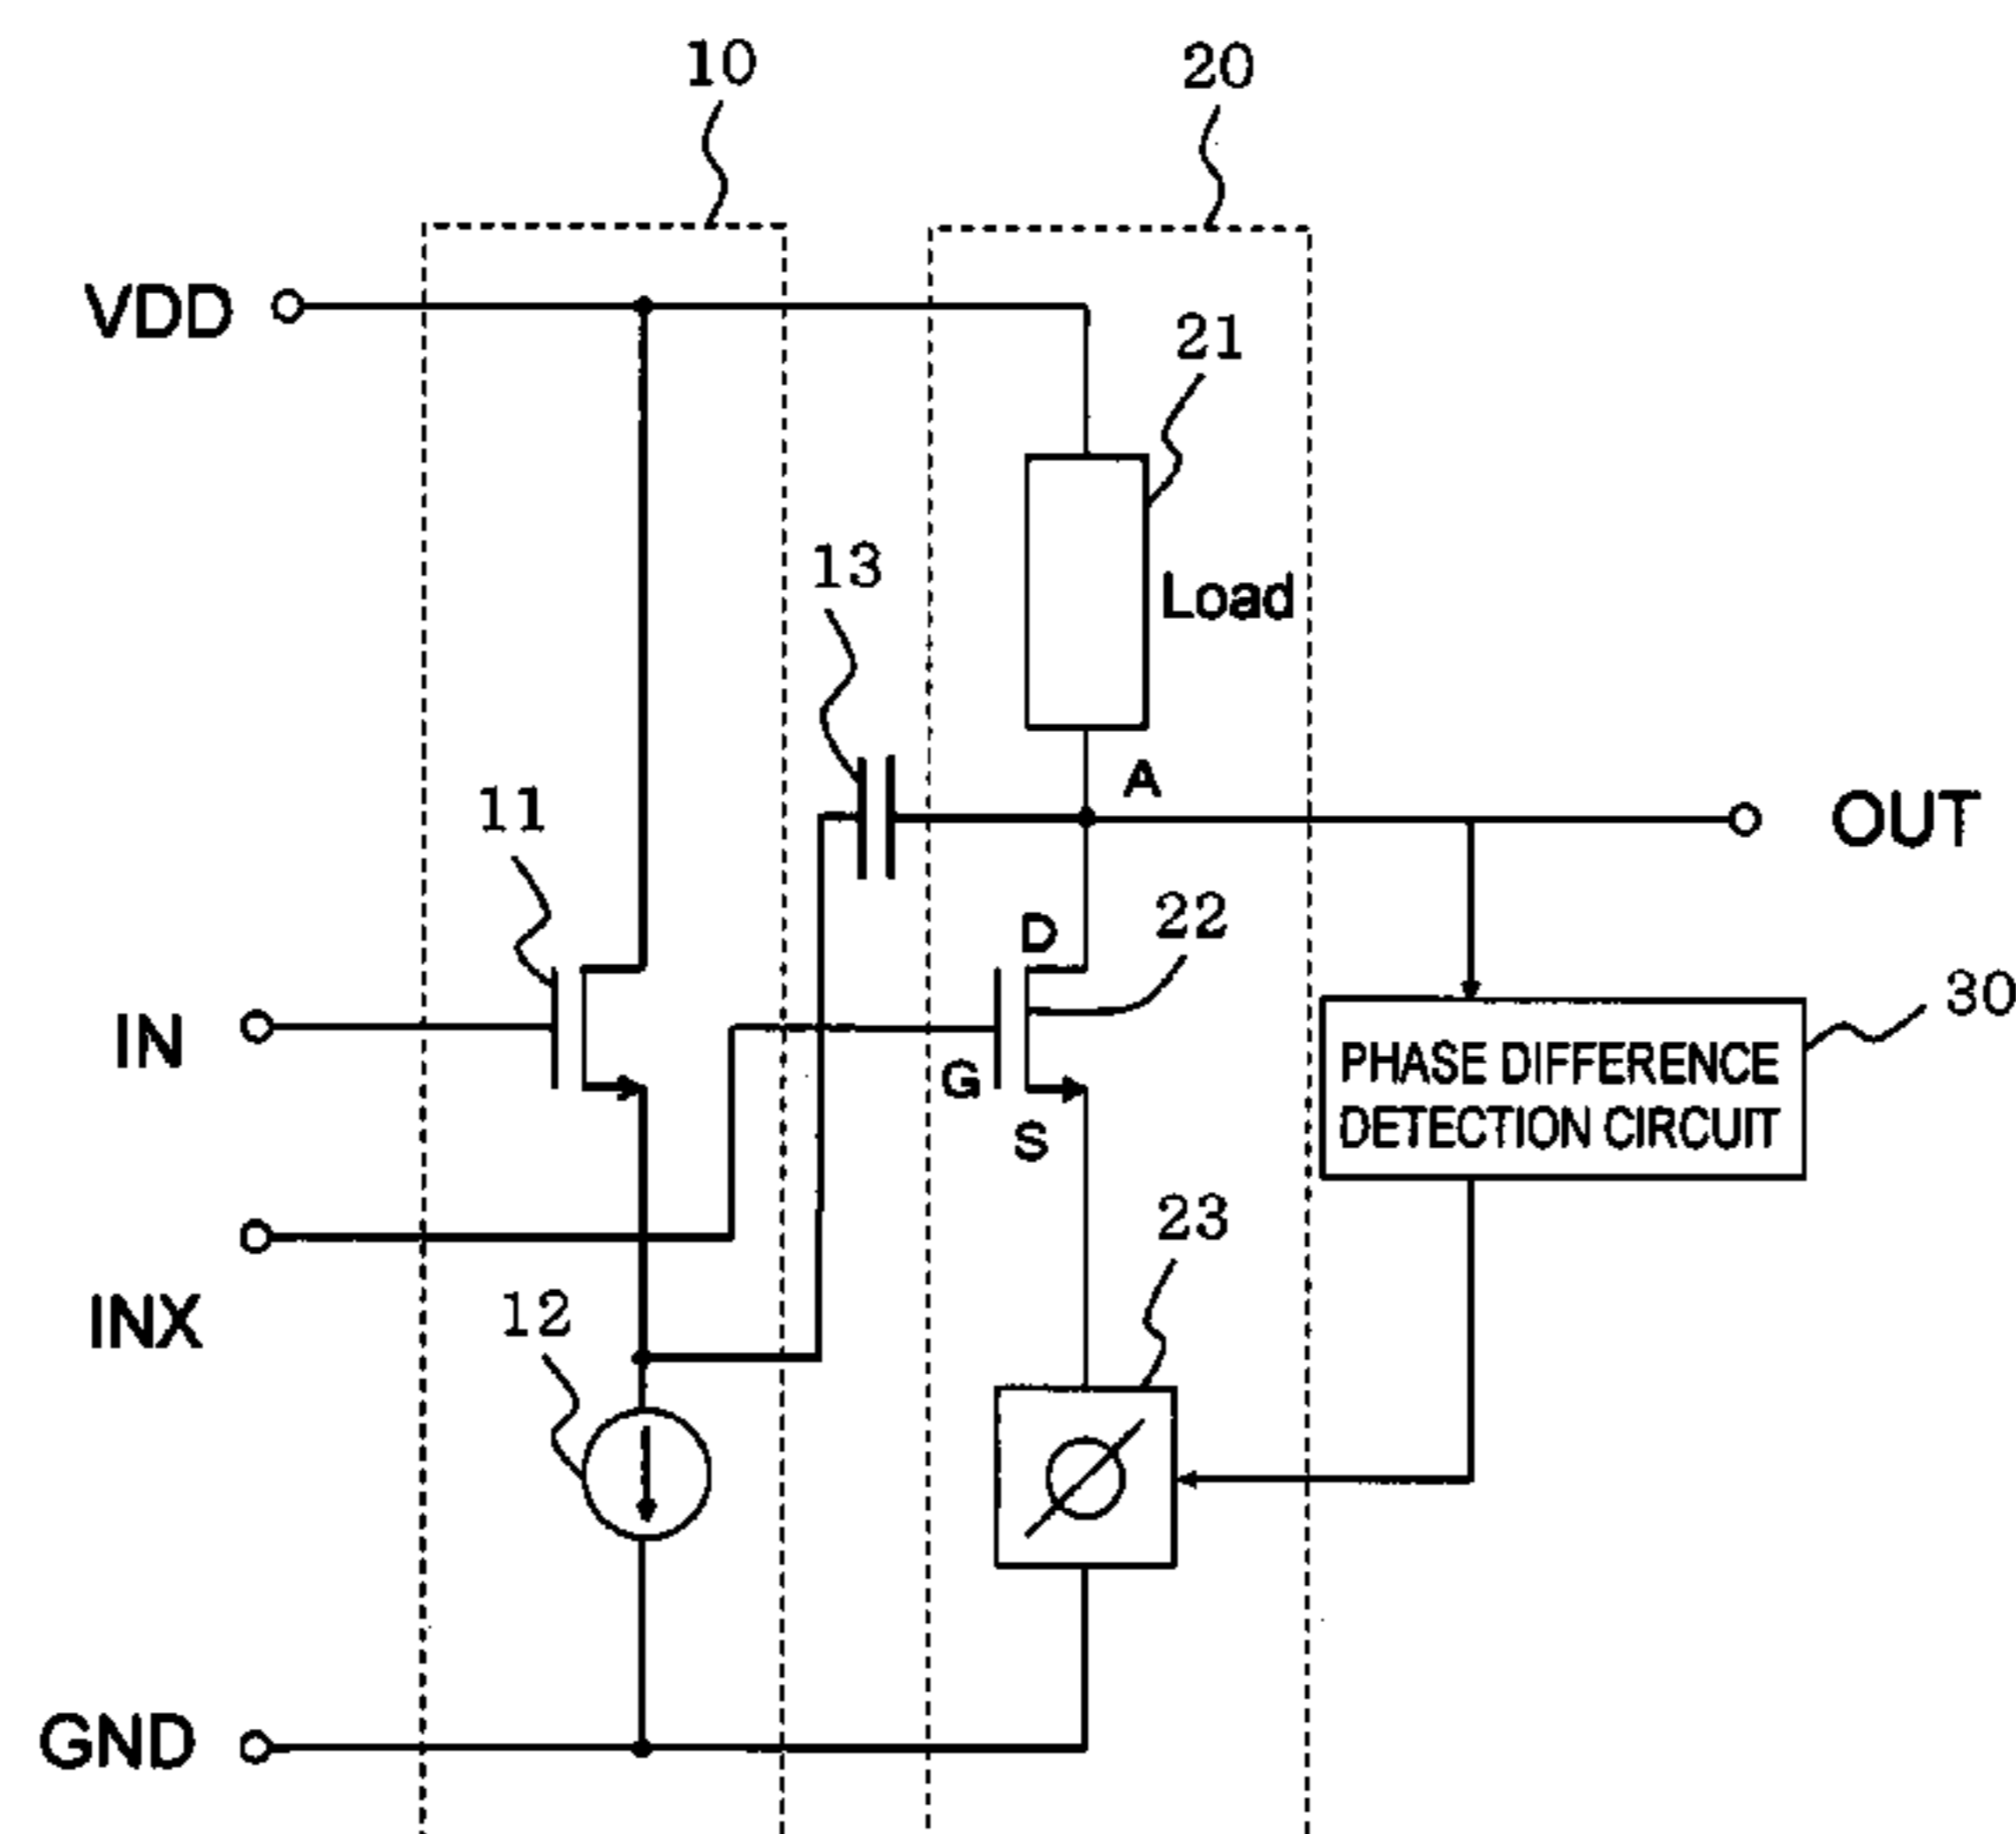 10
20
VDD
21
13
Load
A
11
OUT
D
22
30
IN
G
PHASE DIFFERENCE
DETECTION CIRCUIT
S
23
12
INX
GND